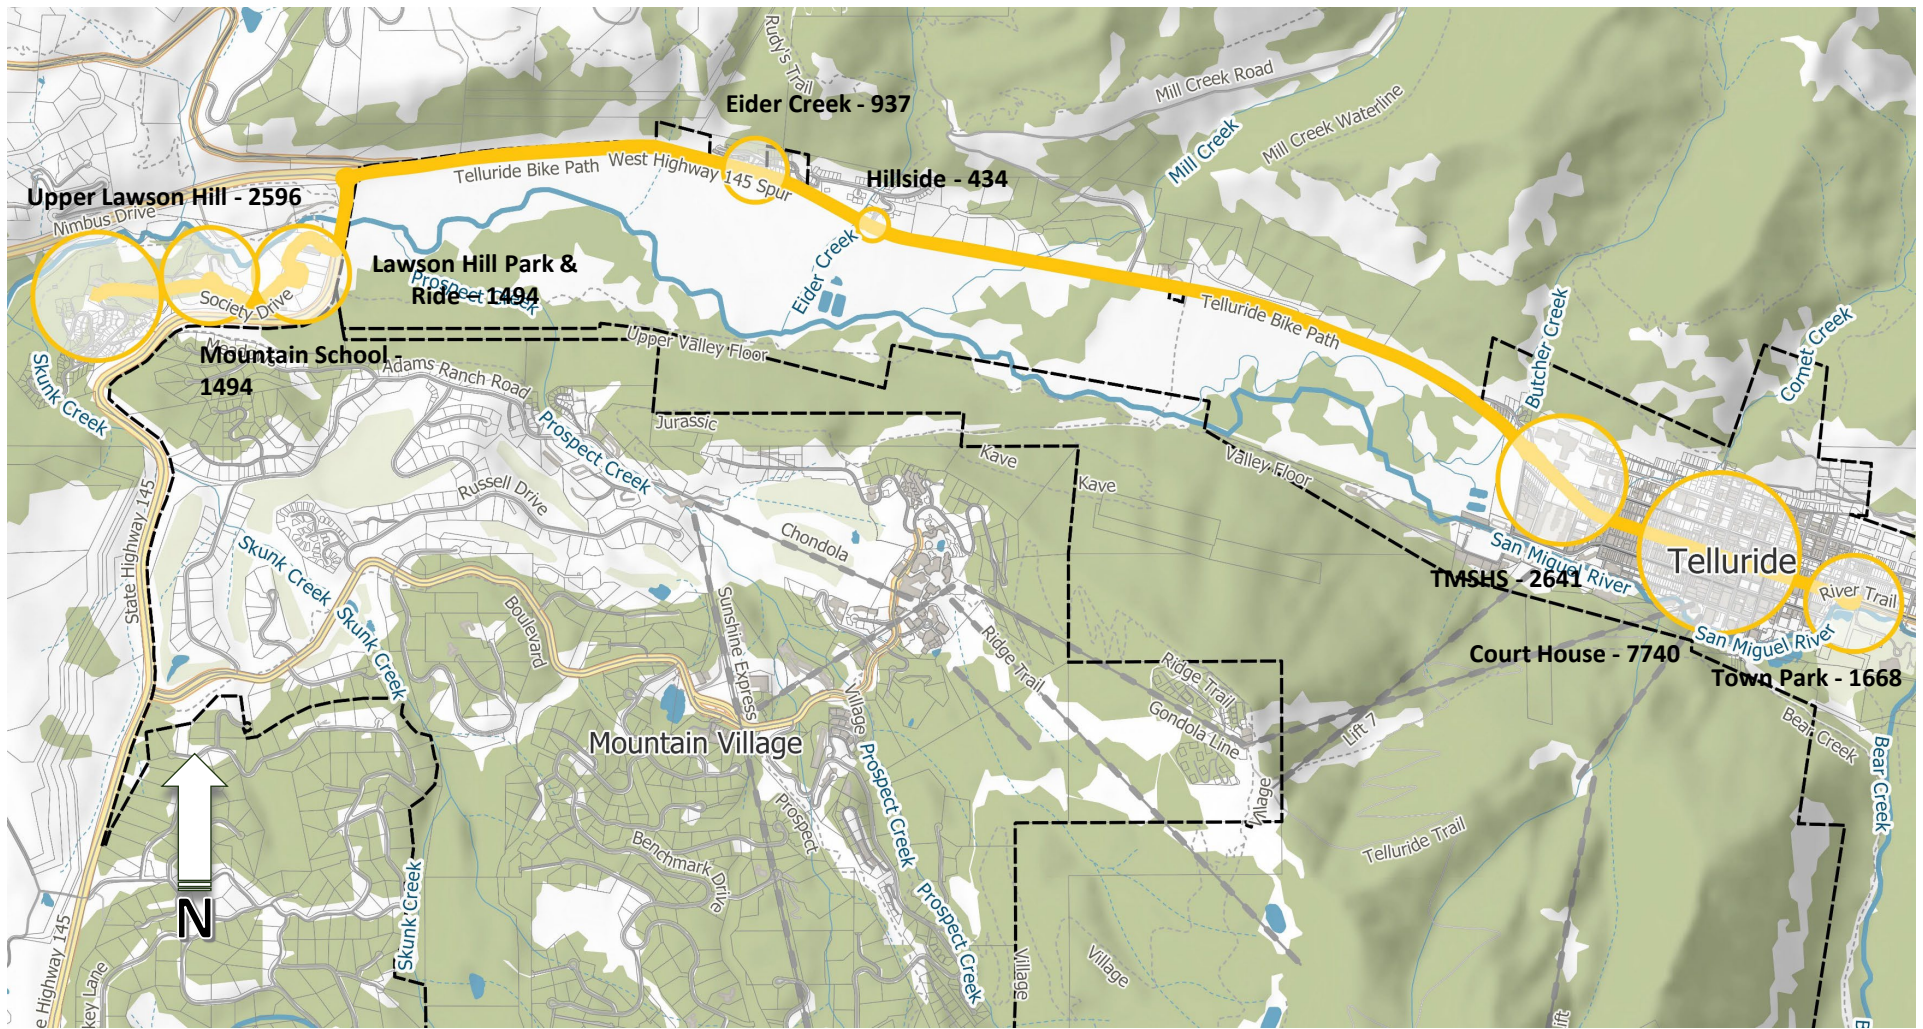 Rudy's Trail
Mill Creek Road
Eider Creek - 937
Mill Creek Waterline
Mill Creek
Telluride Bike Path
West Highway 145 Spur
Hillside - 434
Upper Lawson Hill - 2596
Nimbus Drive
Lawson Hill Park &
Ride – 1494
Prospect Creek
Society Drive
Eider Creek
Telluride Bike Path
Upper Valley Floor
Mountain School -
1494
Adams Ranch Road
Skunk Creek
Butcher Creek
Comet Creek
Jurassic
Prospect Creek
Kave
Kave
Valley Floor
Russell Drive
State Highway 145
Chondola
Skunk Creek
Skunk Creek
San Miguel River
Telluride
TMSHS - 2641
River Trail
Boulevard
Sunshine Express
Ridge Trail
San Miguel River
Court House - 7740
Town Park - 1668
Ridge Trail
Gondola Line
Lift 7
Village
Bear Creek
Mountain Village
Bear Creek
Prospect Creek
Village
Prospect
Telluride Trail
Benchmark Drive
N
Skunk Creek
Prospect Creek
e Highway 145
key Lane
Village
Village
ift